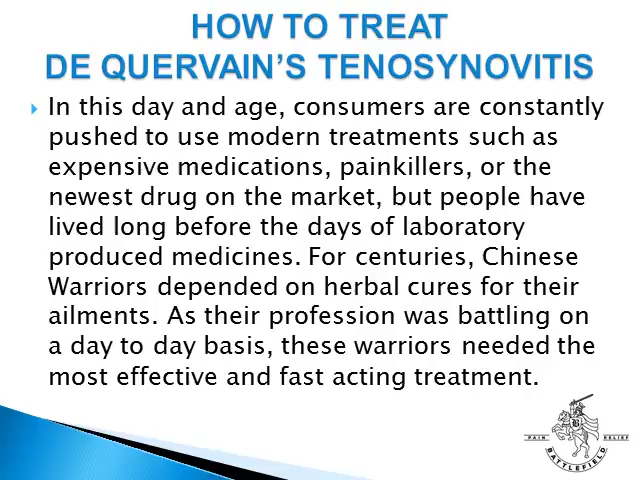 HOW TO TREAT
DE QUERVAIN'S TENOSYNOVITIS
In this day and age, consumers are constantly
pushed to use modern treatments such as
expensive medications, painkillers, or the
newest drug on the market, but people have
lived long before the days of laboratory
produced medicines. For centuries, Chinese
Warriors depended on herbal cures for their
ailments. As their profession was battling on
a day to day basis, these warriors needed the
most effective and fast acting treatment.
PAIN RELIEF
BATTLEFIELD